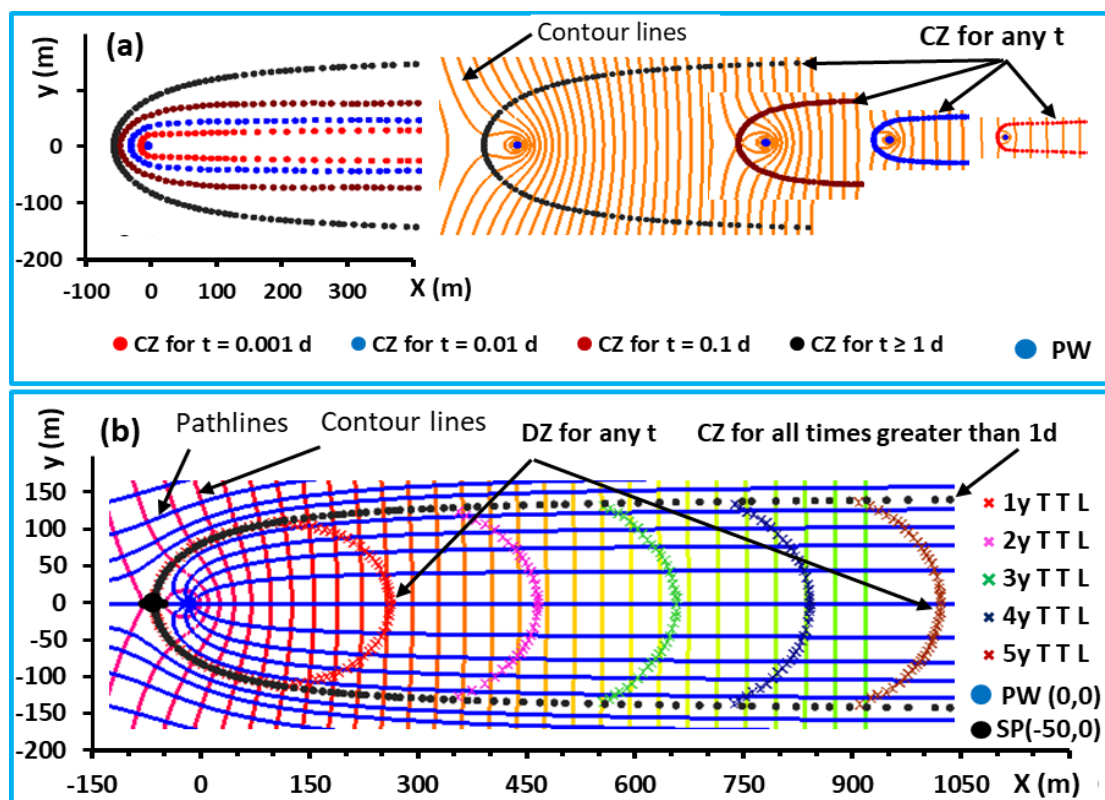 (a)
Contour lines
CZ for any t
y (m)
100
0
-100
-200
-100 0 100 200 300
X (m)
CZ for t = 0.001 d
CZ for t = 0.01 d
CZ for t = 0.1 d
CZ for t ≥ 1 d
PW
(b)
Pathlines
Contour lines
DZ for any t
CZ for all times greater than 1d
y (m)
150
100
50
0
-50
-100
-150
-200
1y T T L
2y T T L
3y T T L
4y T T L
5y T T L
PW (0,0)
SP(-50,0)
-150 0 150 300 450 600 750 900 1050
X (m)